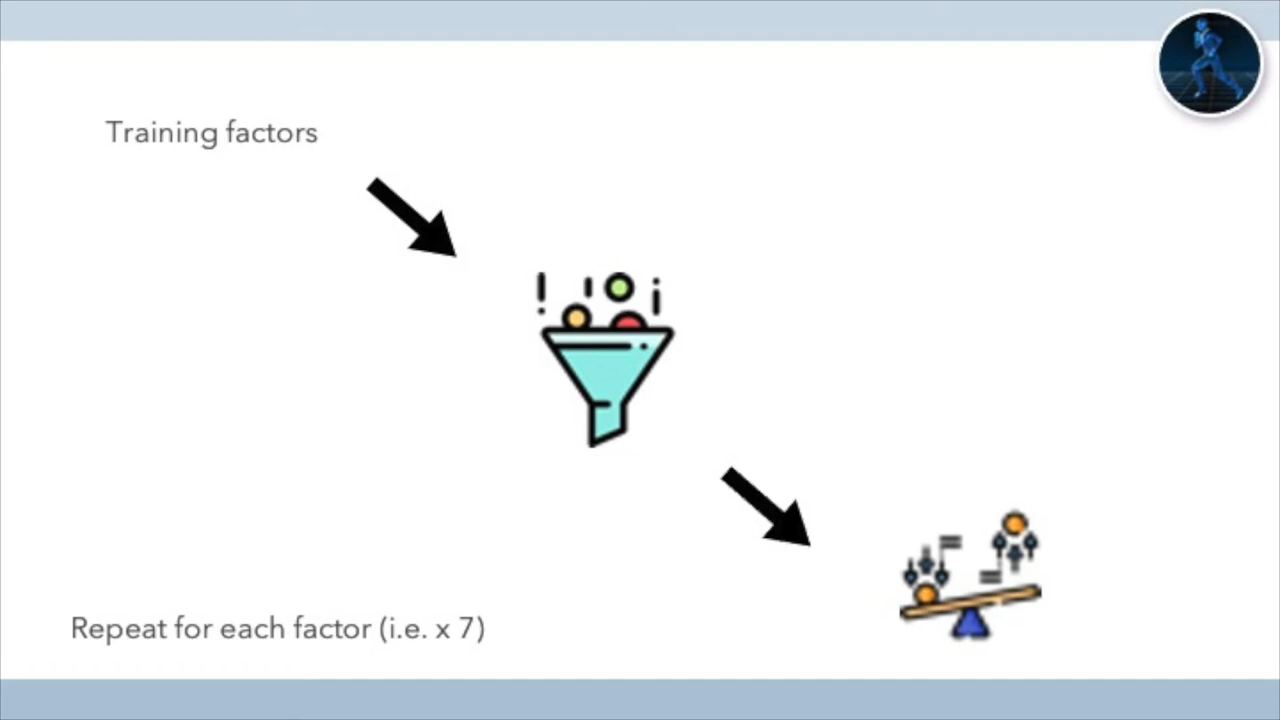 Training factors
Repeat for each factor (i.e. x 7)